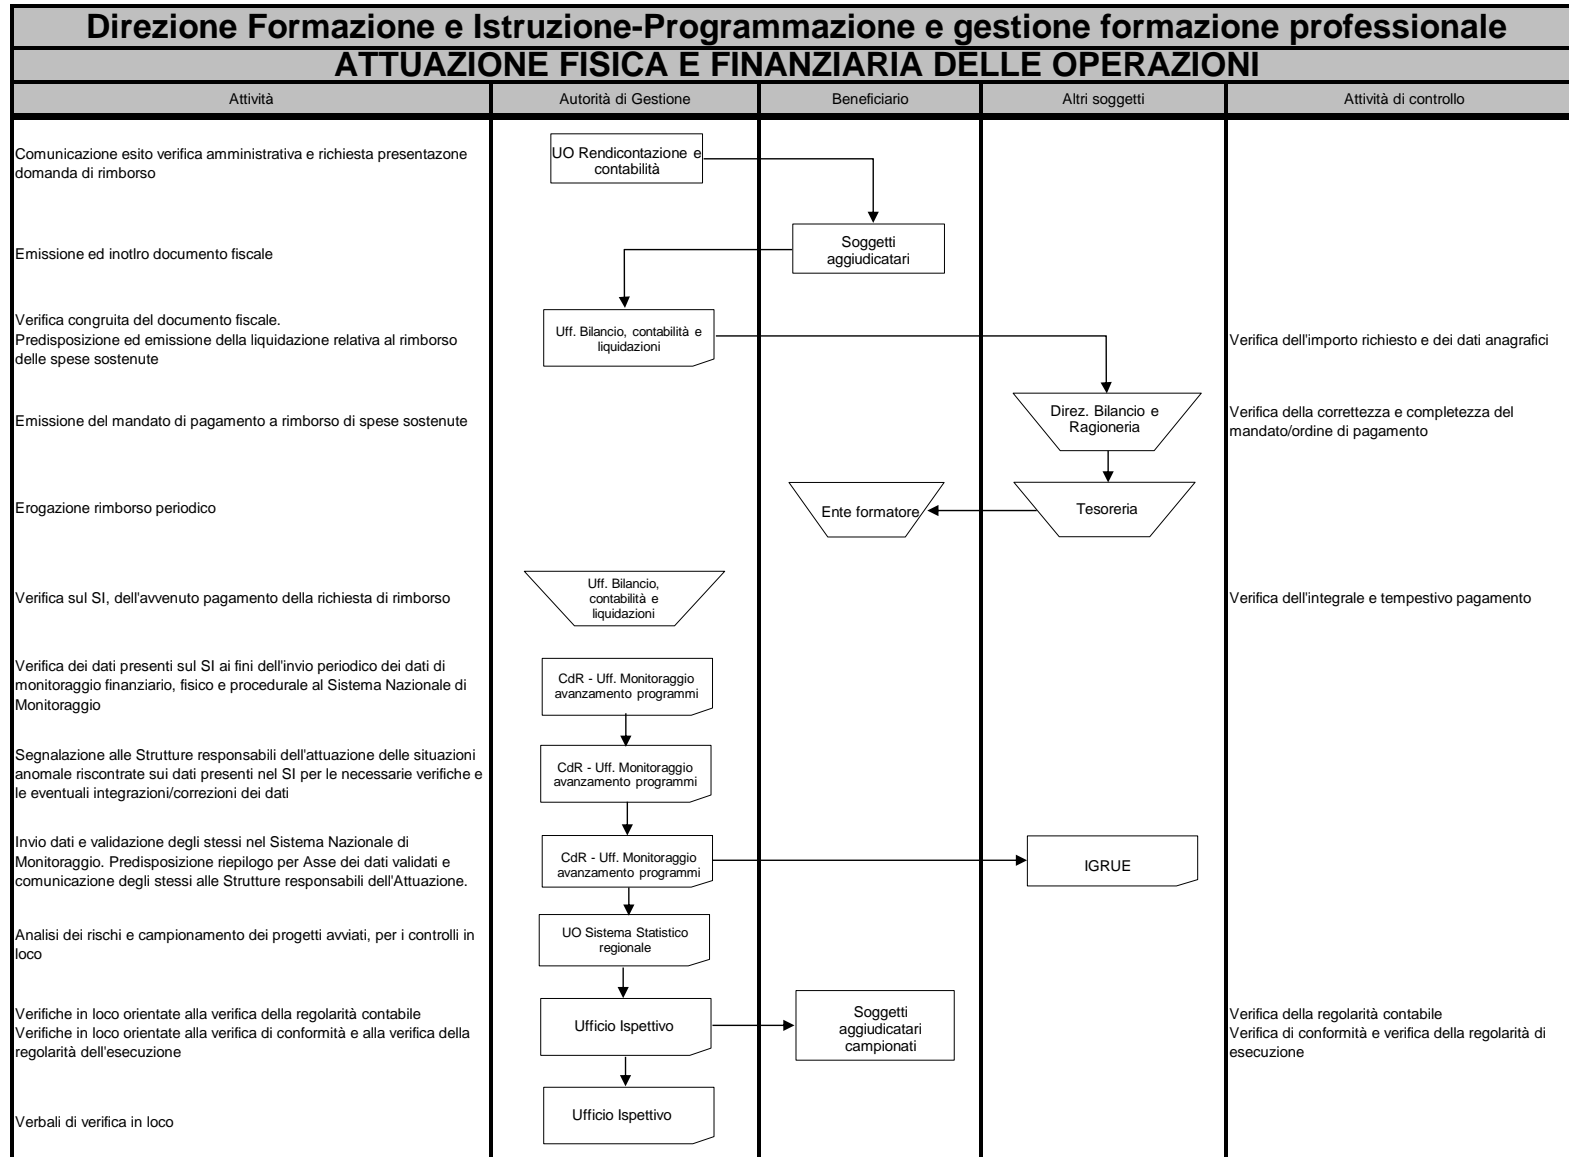 Direzione Formazione e Istruzione-Programmazione e gestione formazione professionale
ATTUAZIONE FISICA E FINANZIARIA DELLE OPERAZIONI
Attività
Autorità di Gestione
Beneficiario
Altri soggetti
Attività di controllo
Comunicazione esito verifica amministrativa e richiesta presentazone
domanda di rimborso
UO Rendicontazione e
contabilità
Emissione ed inotlro documento fiscale
Soggetti
aggiudicatari
Verifica congruita del documento fiscale.
Predisposizione ed emissione della liquidazione relativa al rimborso
delle spese sostenute
Uff. Bilancio, contabilità e
liquidazioni
Verifica dell'importo richiesto e dei dati anagrafici
Emissione del mandato di pagamento a rimborso di spese sostenute
Direz. Bilancio e
Ragioneria
Verifica della correttezza e completezza del
mandato/ordine di pagamento
Erogazione rimborso periodico
Ente formatore
Tesoreria
Verifica sul SI, dell'avvenuto pagamento della richiesta di rimborso
Uff. Bilancio,
contabilità e
liquidazioni
Verifica dell'integrale e tempestivo pagamento
Verifica dei dati presenti sul SI ai fini dell'invio periodico dei dati di
monitoraggio finanziario, fisico e procedurale al Sistema Nazionale di
Monitoraggio
CdR - Uff. Monitoraggio
avanzamento programmi
Segnalazione alle Strutture responsabili dell'attuazione delle situazioni
anomale riscontrate sui dati presenti nel SI per le necessarie verifiche e
le eventuali integrazioni/correzioni dei dati
CdR - Uff. Monitoraggio
avanzamento programmi
Invio dati e validazione degli stessi nel Sistema Nazionale di
Monitoraggio. Predisposizione riepilogo per Asse dei dati validati e
comunicazione degli stessi alle Strutture responsabili dell'Attuazione.
CdR - Uff. Monitoraggio
avanzamento programmi
IGRUE
Analisi dei rischi e campionamento dei progetti avviati, per i controlli in
loco
UO Sistema Statistico
regionale
Verifiche in loco orientate alla verifica della regolarità contabile
Verifiche in loco orientate alla verifica di conformità e alla verifica della
regolarità dell'esecuzione
Ufficio Ispettivo
Soggetti
aggiudicatari
campionati
Verifica della regolarità contabile
Verifica di conformità e verifica della regolarità di
esecuzione
Verbali di verifica in loco
Ufficio Ispettivo